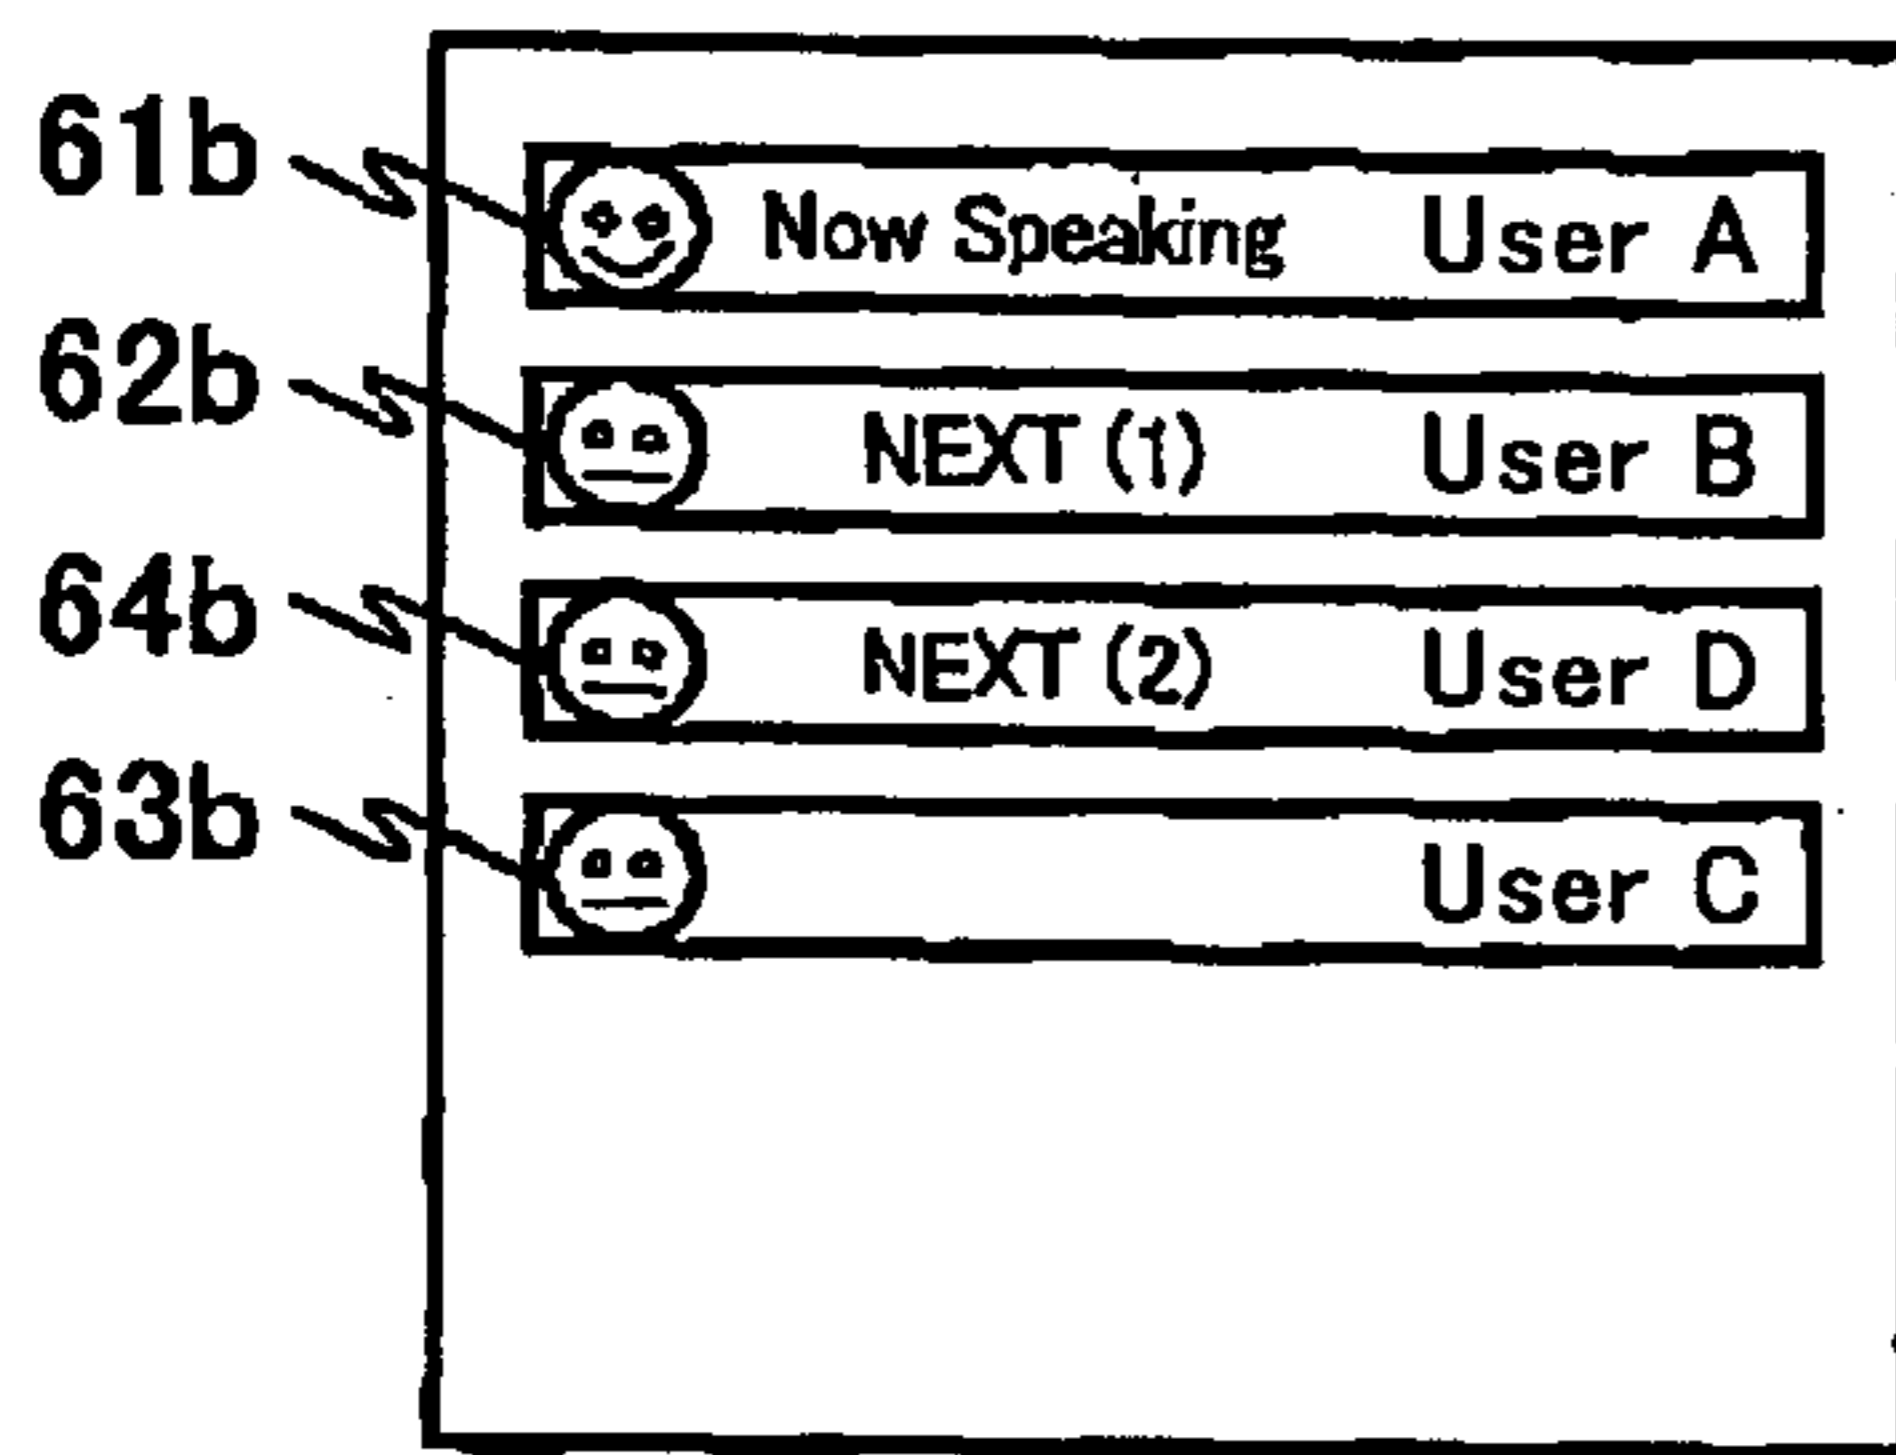 61b Now Speaking User A
62b NEXT (1) User B
64b NEXT (2) User D
63b User C